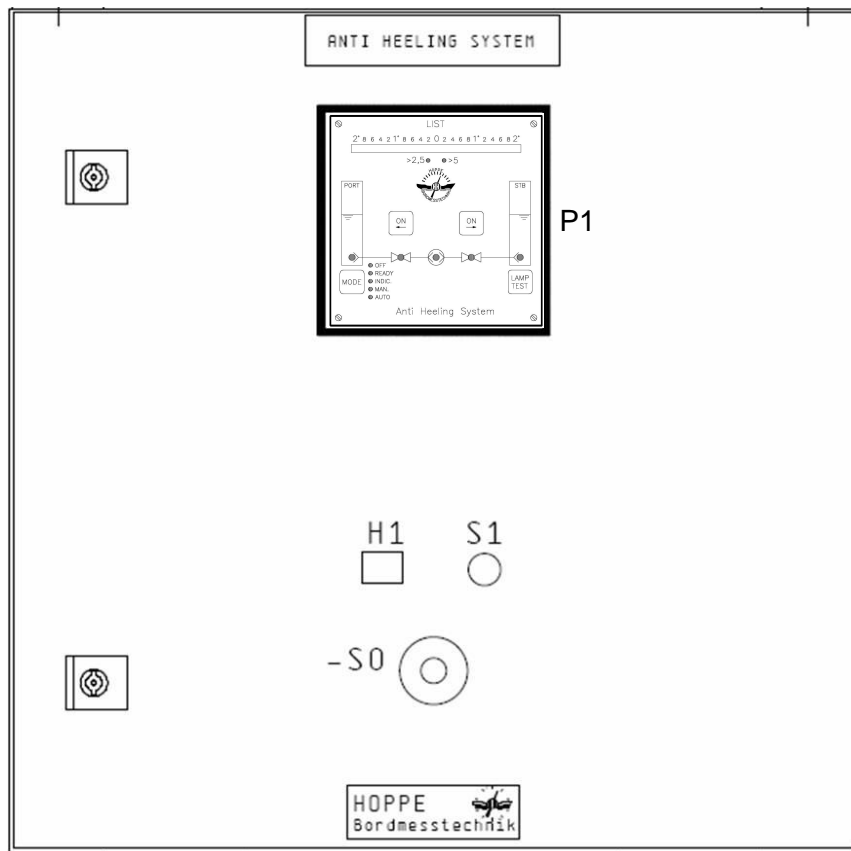 ANTI HEELING SYSTEM
LIST
2° 8 6 4 2 1° 8 6 4 2 0 2 4 6 8 1° 2 4 6 8 2°
>2,5 >5
HOPPE
BORDMESSTECHNIK
PORT
STB
P1
ON
ON
OFF
READY
MODE
INDIC.
LAMP
TEST
MAN.
AUTO
Anti Heeling System
H1
S1
-S0
HOPPE
Bordmesstechnik